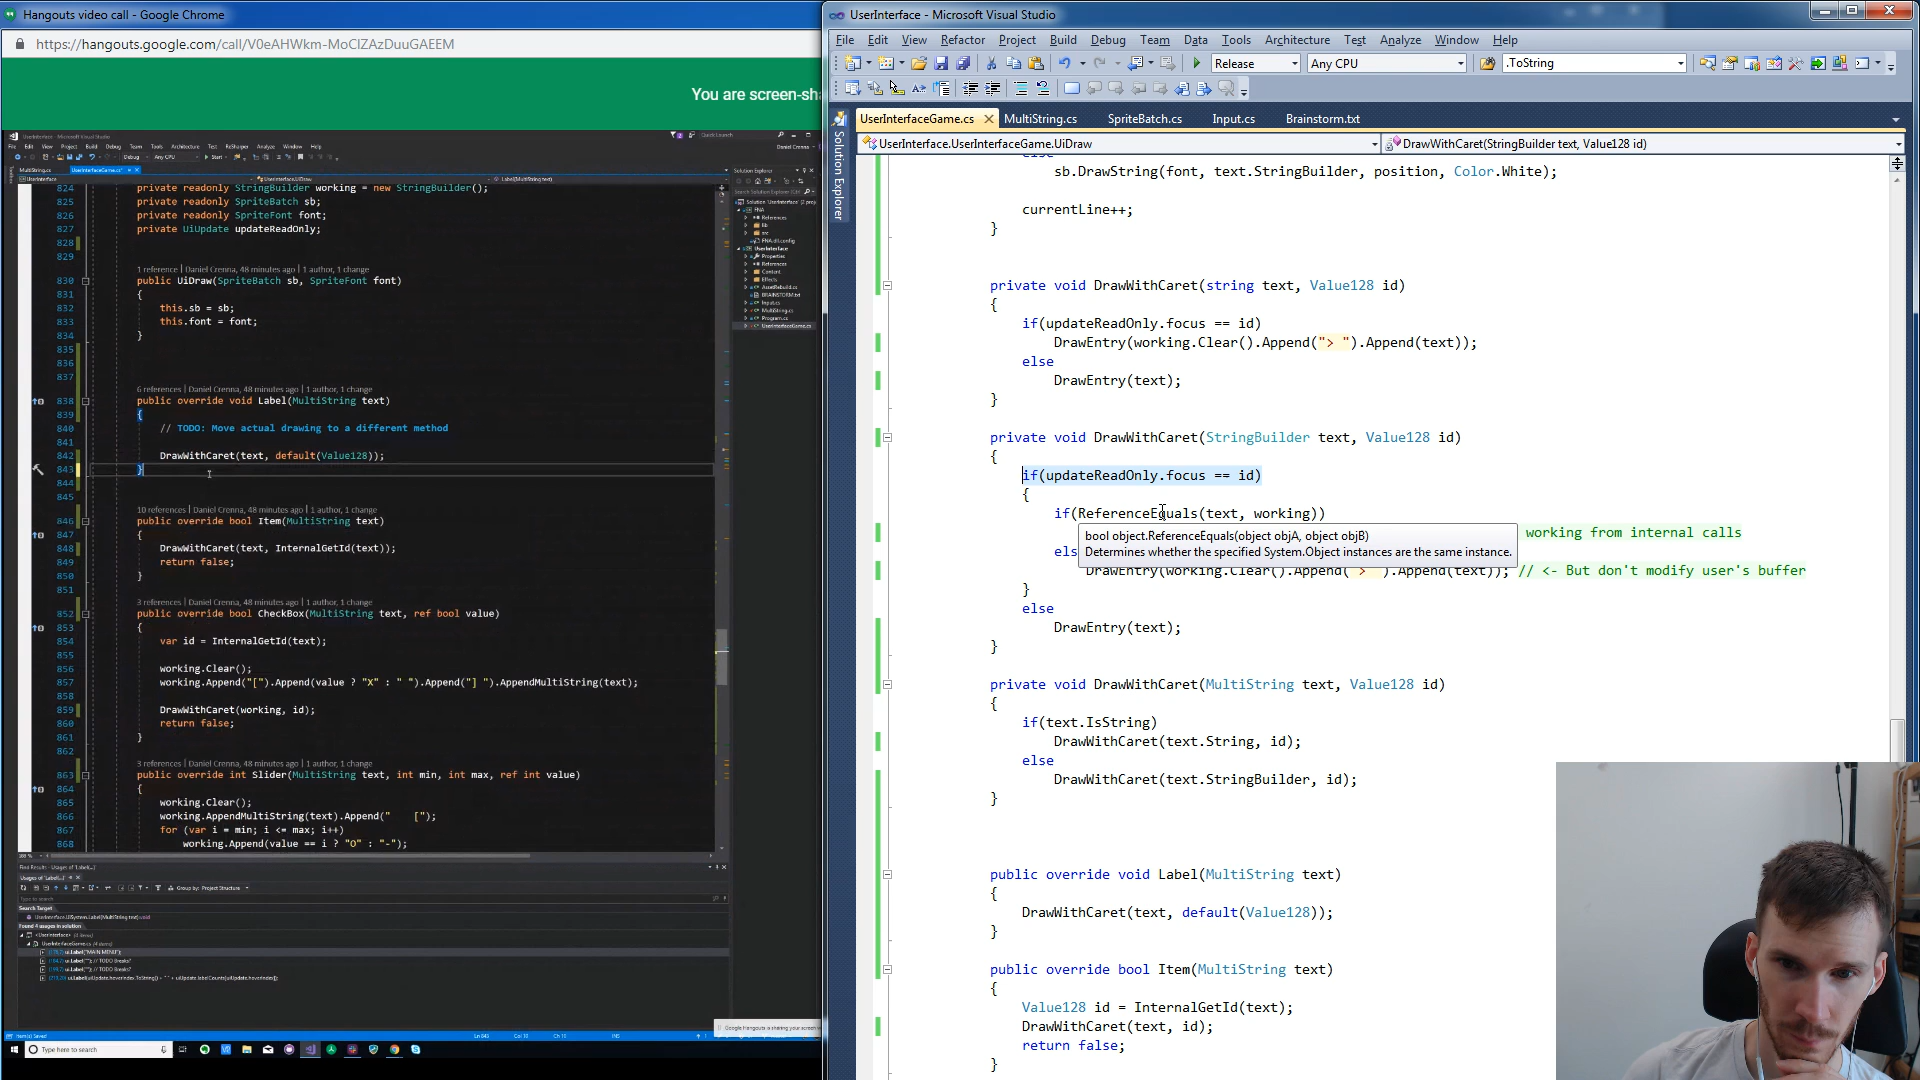 Hangouts video call - Google Chrome
https://hangouts.google.com/call/V0eAHWkm-MoCIZAzDuuGAEEM
You are screen-sha
824 private readonly StringBuilder working = new StringBuilder();
825 private readonly SpriteBatch sb;
826 private readonly SpriteFont font;
827 private UiUpdate updateReadOnly;
828
829
1 reference | Daniel Crenna, 48 minutes ago | 1 author, 1 change
830 public UiDraw(SpriteBatch sb, SpriteFont font)
831 {
832 this.sb = sb;
833 this.font = font;
834 }
835
836
837
6 references | Daniel Crenna, 48 minutes ago | 1 author, 1 change
838 public override void Label(MultiString text)
839 {
840 // TODO: Move actual drawing to a different method
841
842 DrawWithCaret(text, default(Value128));
843 }
844
845
10 references | Daniel Crenna, 48 minutes ago | 1 author, 1 change
846 public override bool Item(MultiString text)
847 {
848 DrawWithCaret(text, InternalGetId(text));
849 return false;
850 }
851
3 references | Daniel Crenna, 48 minutes ago | 1 author, 1 change
852 public override bool CheckBox(MultiString text, ref bool value)
853 {
854 var id = InternalGetId(text);
855
856 working.Clear();
857 working.Append("[").Append(value ? "X" : " ").Append("] ").AppendMultiString(text);
858
859 DrawWithCaret(working, id);
860 return false;
861 }
862
3 references | Daniel Crenna, 48 minutes ago | 1 author, 1 change
863 public override int Slider(MultiString text, int min, int max, ref int value)
864 {
865 working.Clear();
866 working.AppendMultiString(text).Append("    [");
867 for (var i = min; i <= max; i++)
868 working.Append(value == i ? "O" : "-");
Type here to search
UserInterface - Microsoft Visual Studio
File Edit View Refactor Project Build Debug Team Data Tools Architecture Test Analyze Window Help
Release Any CPU .ToString
UserInterfaceGame.cs MultiString.cs SpriteBatch.cs Input.cs Brainstorm.txt
UserInterface.UserInterfaceGame.UiDraw DrawWithCaret(StringBuilder text, Value128 id)
Solution Explorer
else
sb.DrawString(font, text.StringBuilder, position, Color.White);
currentLine++;
}
private void DrawWithCaret(string text, Value128 id)
{
if(updateReadOnly.focus == id)
DrawEntry(working.Clear().Append("> ").Append(text));
else
DrawEntry(text);
}
private void DrawWithCaret(StringBuilder text, Value128 id)
{
if(updateReadOnly.focus == id)
{
if(ReferenceEquals(text, working))
bool object.ReferenceEquals(object objA, object objB)
working from internal calls
Determines whether the specified System.Object instances are the same instance.
els
DrawEntry(working.Clear().Append("> ").Append(text)); // <- But don't modify user's buffer
}
else
DrawEntry(text);
}
private void DrawWithCaret(MultiString text, Value128 id)
{
if(text.IsString)
DrawWithCaret(text.String, id);
else
DrawWithCaret(text.StringBuilder, id);
}
public override void Label(MultiString text)
{
DrawWithCaret(text, default(Value128));
}
public override bool Item(MultiString text)
{
Value128 id = InternalGetId(text);
DrawWithCaret(text, id);
return false;
}